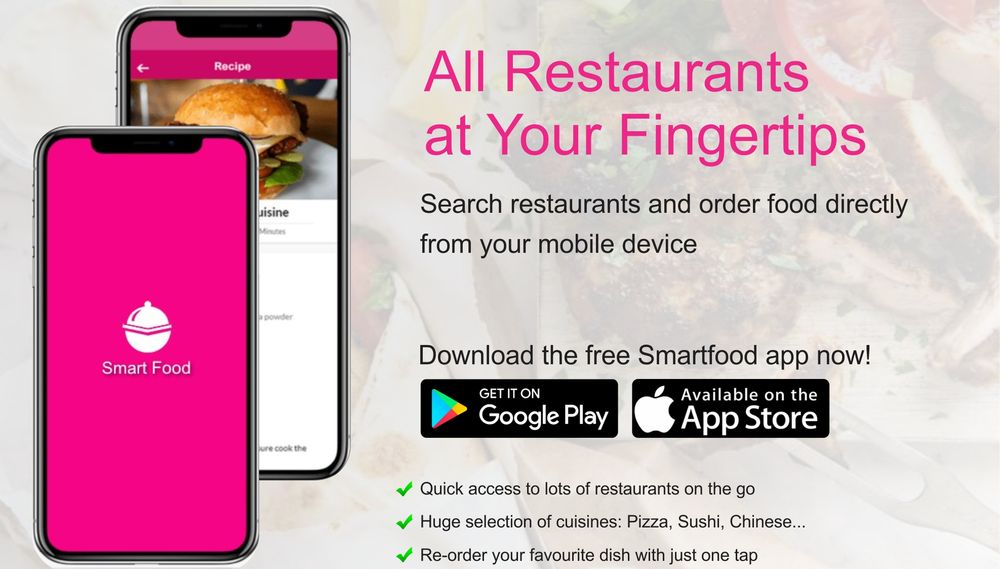 Recipe
uisine
Minutes
a powder
ure cook the
Smart Food
All Restaurants
at Your Fingertips
Search restaurants and order food directly
from your mobile device
Download the free Smartfood app now!
GET IT ON
Google Play
Available on the
App Store
Quick access to lots of restaurants on the go
Huge selection of cuisines: Pizza, Sushi, Chinese...
Re-order your favourite dish with just one tap